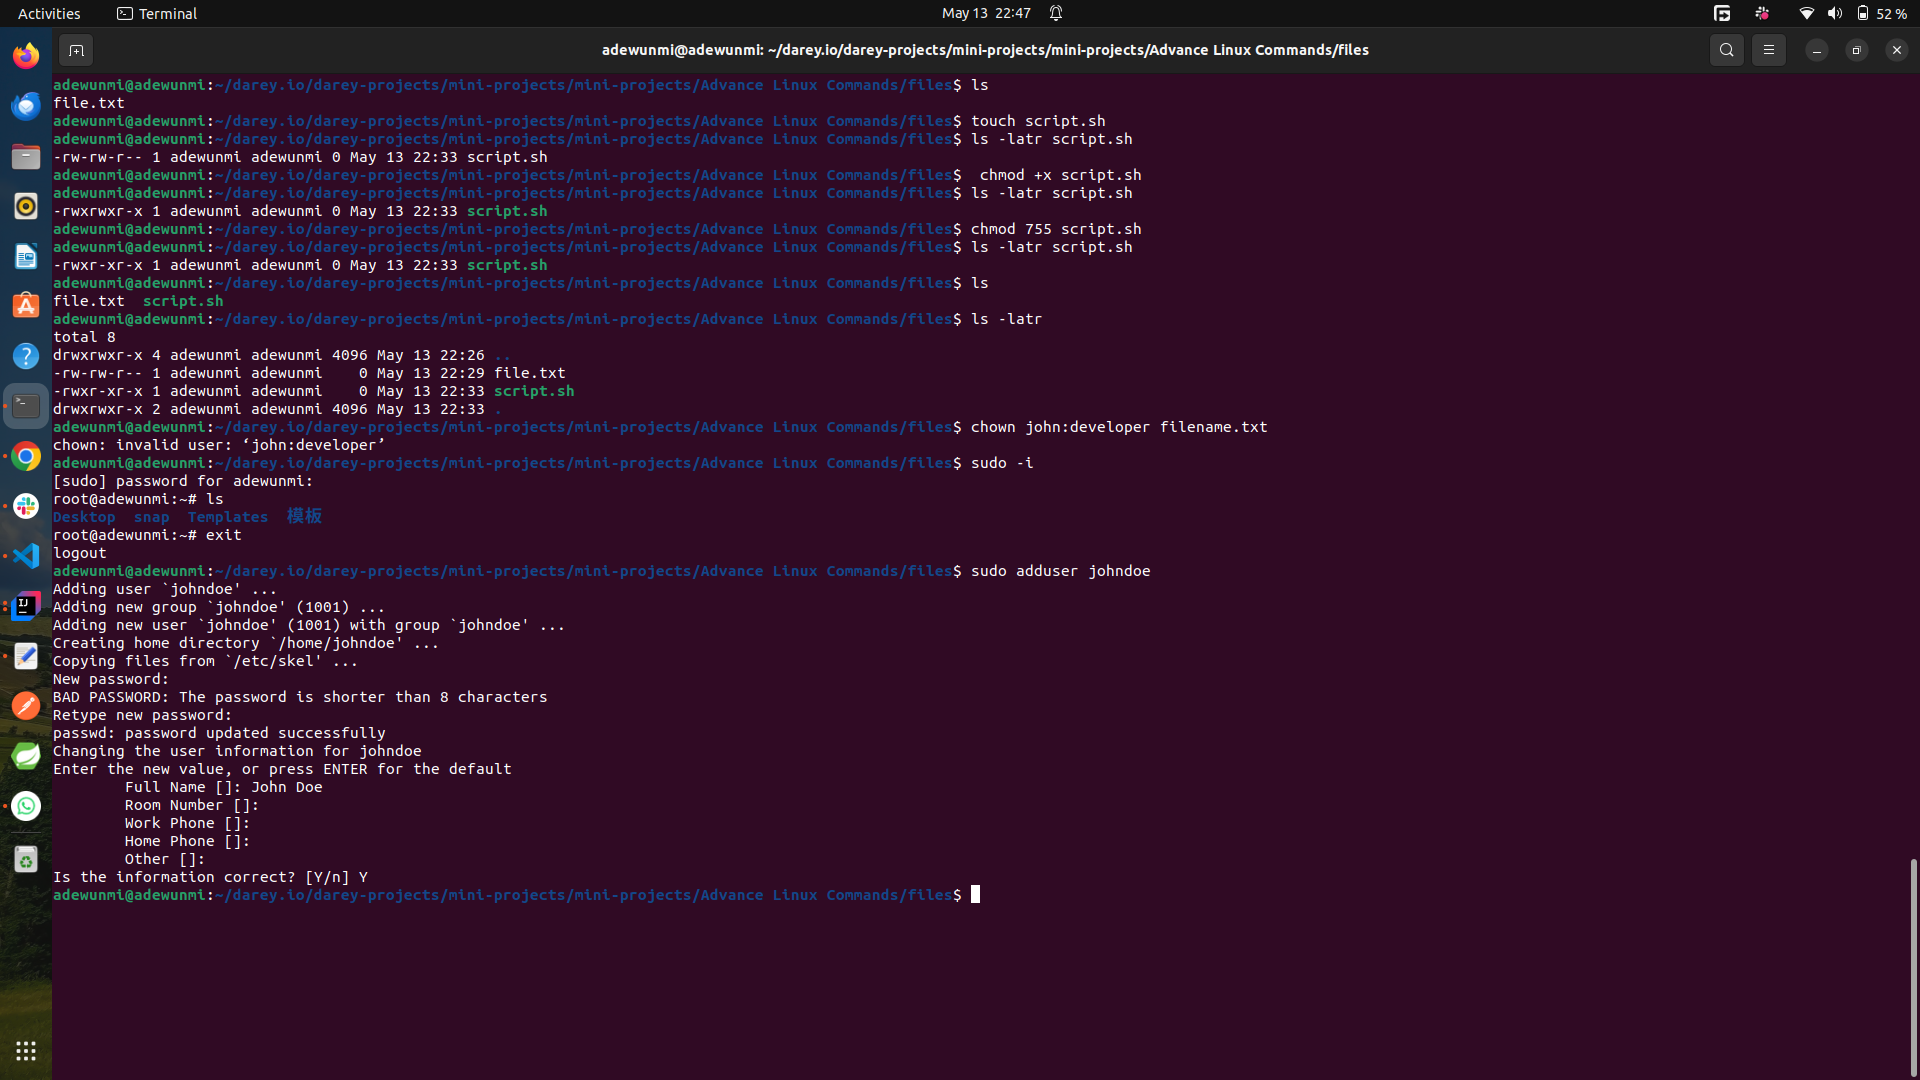 Activities Terminal May 13 22:47 52 %
adewunmi@adewunmi: ~/darey.io/darey-projects/mini-projects/mini-projects/Advance Linux Commands/files
adewunmi@adewunmi:~/darey.io/darey-projects/mini-projects/mini-projects/Advance Linux Commands/files$ ls
file.txt
adewunmi@adewunmi:~/darey.io/darey-projects/mini-projects/mini-projects/Advance Linux Commands/files$ touch script.sh
adewunmi@adewunmi:~/darey.io/darey-projects/mini-projects/mini-projects/Advance Linux Commands/files$ ls -latr script.sh
-rw-rw-r-- 1 adewunmi adewunmi 0 May 13 22:33 script.sh
adewunmi@adewunmi:~/darey.io/darey-projects/mini-projects/mini-projects/Advance Linux Commands/files$  chmod +x script.sh
adewunmi@adewunmi:~/darey.io/darey-projects/mini-projects/mini-projects/Advance Linux Commands/files$ ls -latr script.sh
-rwxrwxr-x 1 adewunmi adewunmi 0 May 13 22:33 script.sh
adewunmi@adewunmi:~/darey.io/darey-projects/mini-projects/mini-projects/Advance Linux Commands/files$ chmod 755 script.sh
adewunmi@adewunmi:~/darey.io/darey-projects/mini-projects/mini-projects/Advance Linux Commands/files$ ls -latr script.sh
-rwxr-xr-x 1 adewunmi adewunmi 0 May 13 22:33 script.sh
adewunmi@adewunmi:~/darey.io/darey-projects/mini-projects/mini-projects/Advance Linux Commands/files$ ls
file.txt  script.sh
adewunmi@adewunmi:~/darey.io/darey-projects/mini-projects/mini-projects/Advance Linux Commands/files$ ls -latr
total 8
drwxrwxr-x 4 adewunmi adewunmi 4096 May 13 22:26 ..
-rw-rw-r-- 1 adewunmi adewunmi    0 May 13 22:29 file.txt
-rwxr-xr-x 1 adewunmi adewunmi    0 May 13 22:33 script.sh
drwxrwxr-x 2 adewunmi adewunmi 4096 May 13 22:33 .
adewunmi@adewunmi:~/darey.io/darey-projects/mini-projects/mini-projects/Advance Linux Commands/files$ chown john:developer filename.txt
chown: invalid user: ‘john:developer’
adewunmi@adewunmi:~/darey.io/darey-projects/mini-projects/mini-projects/Advance Linux Commands/files$ sudo -i
[sudo] password for adewunmi:
root@adewunmi:~# ls
Desktop  snap  Templates  模板
root@adewunmi:~# exit
logout
adewunmi@adewunmi:~/darey.io/darey-projects/mini-projects/mini-projects/Advance Linux Commands/files$ sudo adduser johndoe
Adding user `johndoe' ...
Adding new group `johndoe' (1001) ...
Adding new user `johndoe' (1001) with group `johndoe' ...
Creating home directory `/home/johndoe' ...
Copying files from `/etc/skel' ...
New password:
BAD PASSWORD: The password is shorter than 8 characters
Retype new password:
passwd: password updated successfully
Changing the user information for johndoe
Enter the new value, or press ENTER for the default
Full Name []: John Doe
Room Number []:
Work Phone []:
Home Phone []:
Other []:
Is the information correct? [Y/n] Y
adewunmi@adewunmi:~/darey.io/darey-projects/mini-projects/mini-projects/Advance Linux Commands/files$